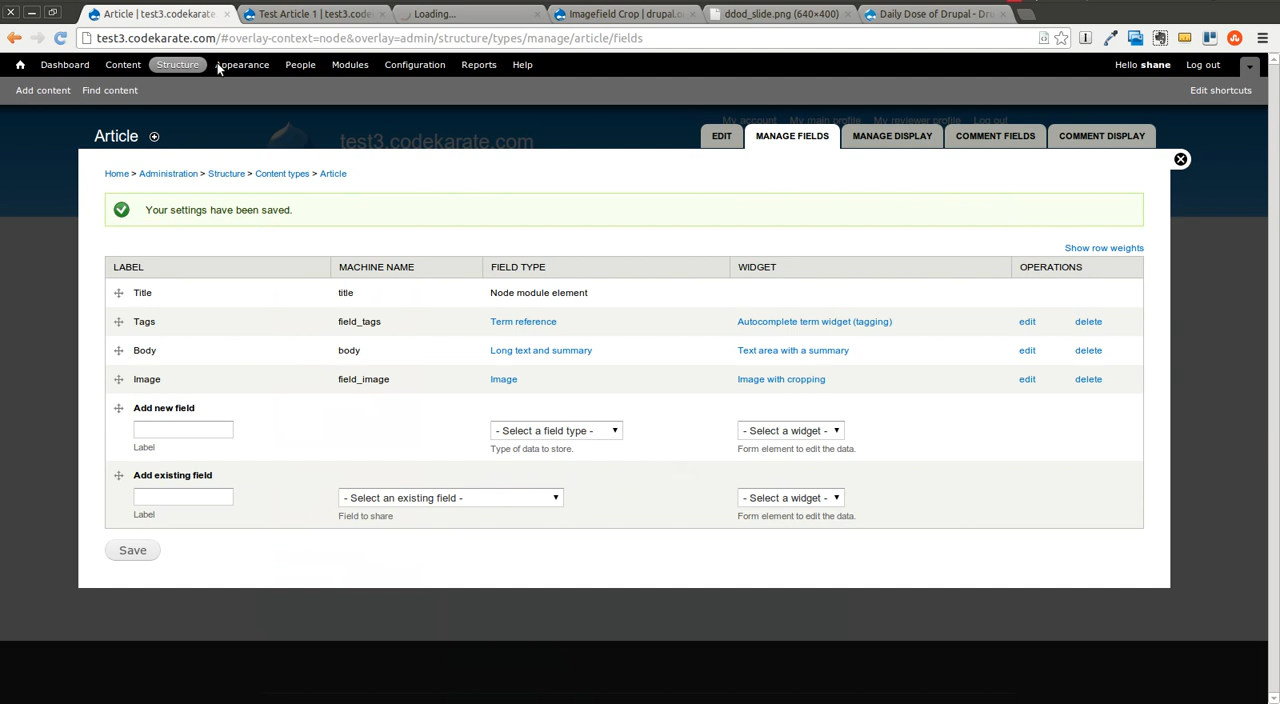 Article | test3.codekarate.
Test Article 1 | test3.code
Loading...
Imagefield Crop | drupal.o
ddod_slide.png (640×400)
Daily Dose of Drupal - Dru
test3.codekarate.com/#overlay-context=node&overlay=admin/structure/types/manage/article/fields
Dashboard Content Structure Appearance People Modules Configuration Reports Help Hello shane Log out
Add content Find content Edit shortcuts
My account My main profile My reviewer profile Log out
Article EDIT MANAGE FIELDS MANAGE DISPLAY COMMENT FIELDS COMMENT DISPLAY
test3.codekarate.com
Home > Administration > Structure > Content types > Article
Your settings have been saved.
Show row weights
LABEL MACHINE NAME FIELD TYPE WIDGET OPERATIONS
Title title Node module element
Tags field_tags Term reference Autocomplete term widget (tagging) edit delete
Body body Long text and summary Text area with a summary edit delete
Image field_image Image Image with cropping edit delete
Add new field
- Select a field type - - Select a widget -
Label Type of data to store. Form element to edit the data.
Add existing field
- Select an existing field - - Select a widget -
Label Field to share Form element to edit the data.
Save